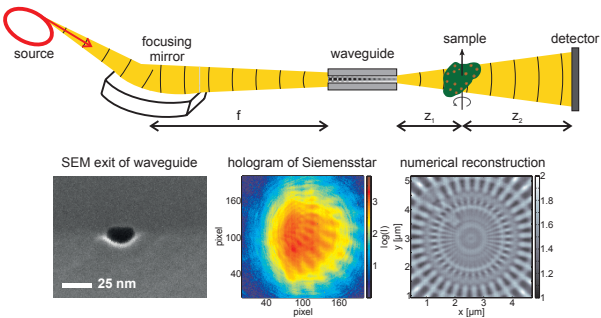 source
focusing
mirror
waveguide
sample
detector
f
z1
z2
SEM exit of waveguide
25 nm
hologram of Siemensstar
160
100
40
pixel
40 100 160
pixel
3
2
1
0
log(I)
numerical reconstruction
5
4
3
2
1
y [µm]
1 2 3 4
x [µm]
2
1.8
1.6
1.4
1.2
1